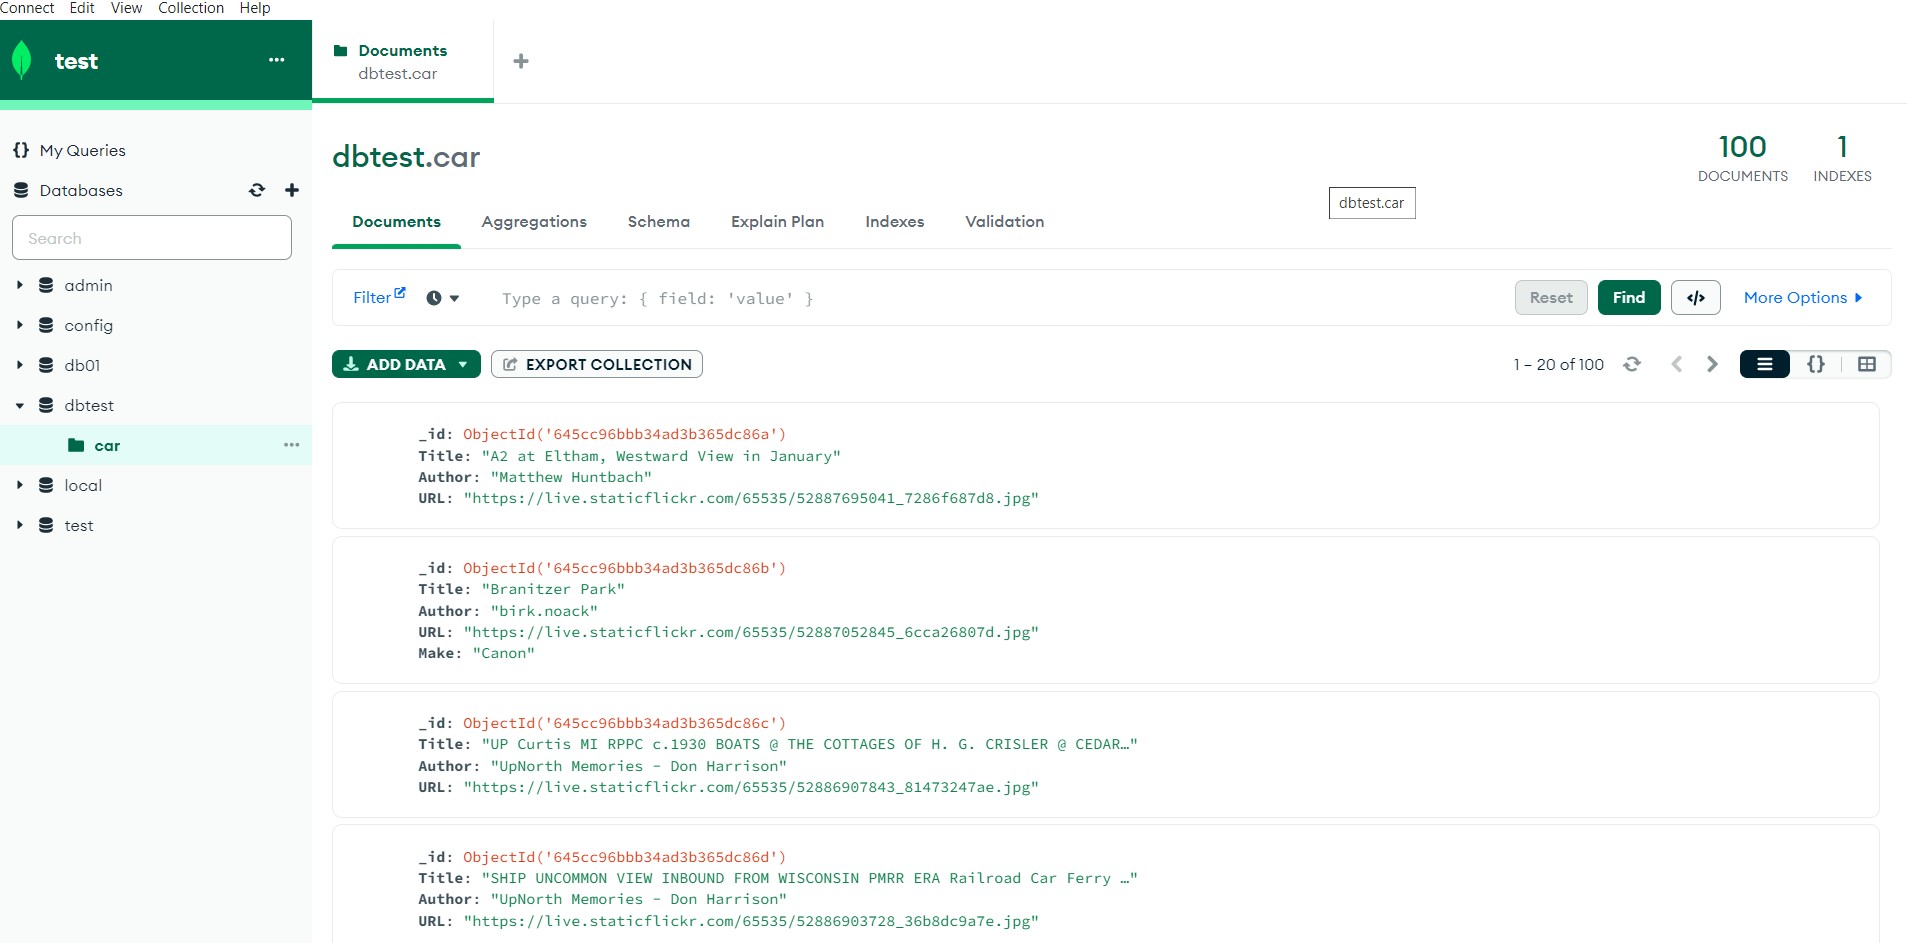 Connect Edit View Collection Help
test
Documents
dbtest.car
My Queries
Databases
Search
admin
config
db01
dbtest
car
local
test
dbtest.car
100
DOCUMENTS
1
INDEXES
dbtest.car
Documents Aggregations Schema Explain Plan Indexes Validation
Filter Type a query: { field: 'value' } Reset Find </> More Options
ADD DATA EXPORT COLLECTION 1 – 20 of 100 {}
_id: ObjectId('645cc96bbb34ad3b365dc86a')
Title: "A2 at Eltham, Westward View in January"
Author: "Matthew Huntbach"
URL: "https://live.staticflickr.com/65535/52887695041_7286f687d8.jpg"
_id: ObjectId('645cc96bbb34ad3b365dc86b')
Title: "Branitzer Park"
Author: "birk.noack"
URL: "https://live.staticflickr.com/65535/52887052845_6cca26807d.jpg"
Make: "Canon"
_id: ObjectId('645cc96bbb34ad3b365dc86c')
Title: "UP Curtis MI RPPC c.1930 BOATS @ THE COTTAGES OF H. G. CRISLER @ CEDAR…"
Author: "UpNorth Memories - Don Harrison"
URL: "https://live.staticflickr.com/65535/52886907843_81473247ae.jpg"
_id: ObjectId('645cc96bbb34ad3b365dc86d')
Title: "SHIP UNCOMMON VIEW INBOUND FROM WISCONSIN PMRR ERA Railroad Car Ferry …"
Author: "UpNorth Memories - Don Harrison"
URL: "https://live.staticflickr.com/65535/52886903728_36b8dc9a7e.jpg"